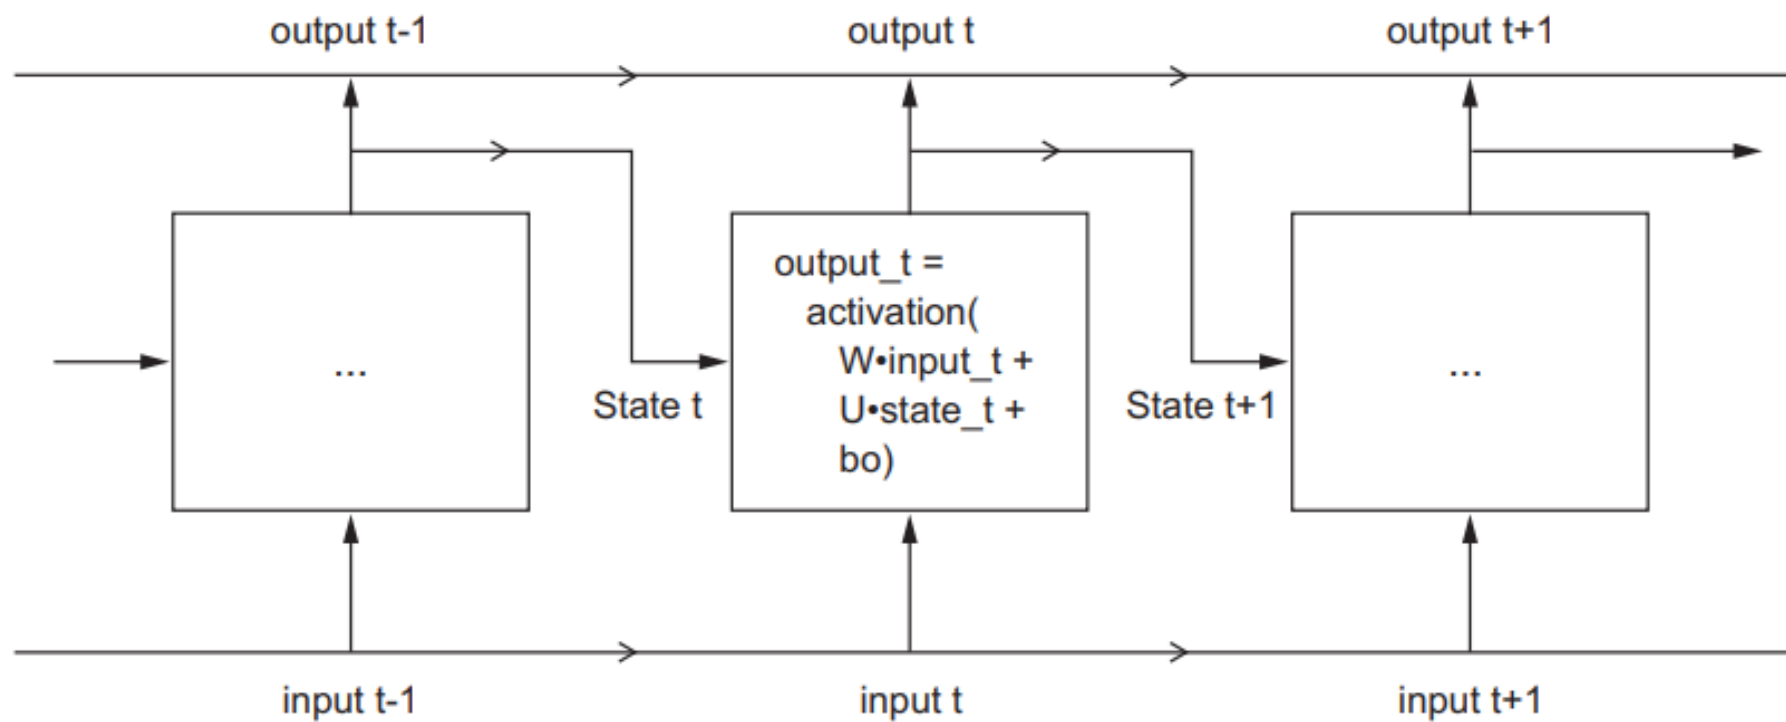 output t-1
output t
output t+1
output_t =
activation(
W•input_t +
U•state_t +
bo)
...
...
State t
State t+1
input t-1
input t
input t+1